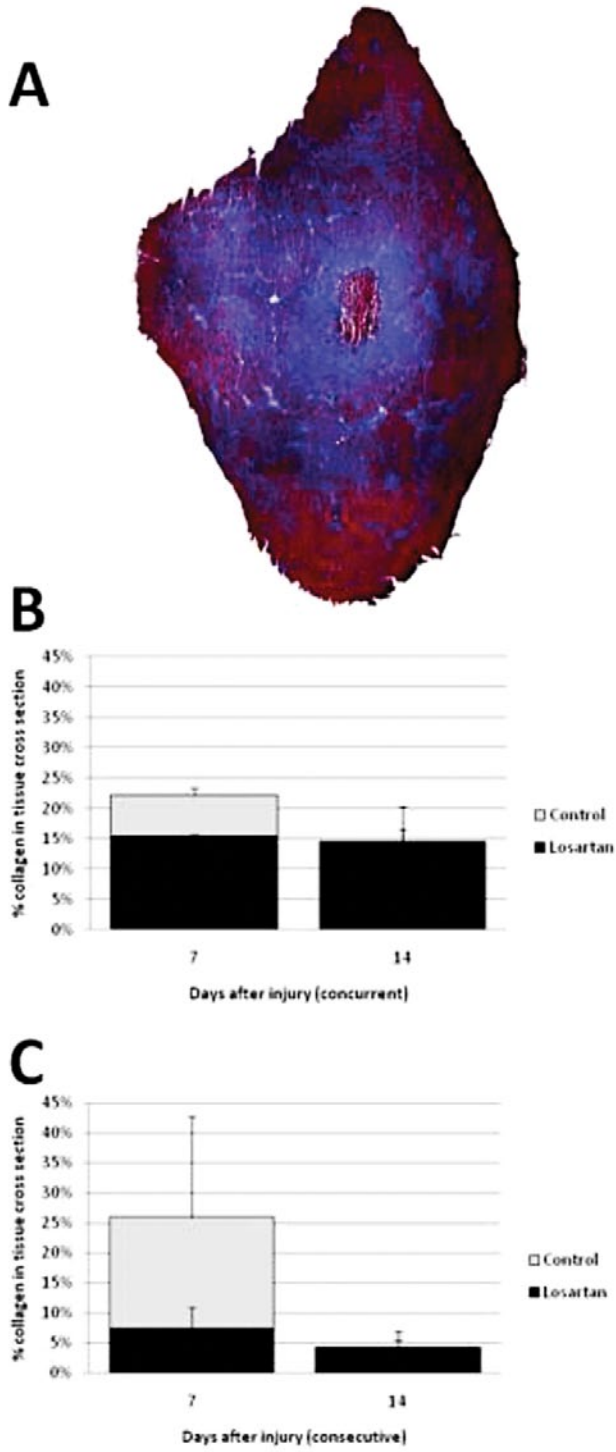 A
B
% collagen in tissue cross section
45%
40%
35%
30%
25%
20%
15%
10%
5%
0%
7
14
Days after injury (concurrent)
Control
Losartan
C
% collagen in tissue cross section
45%
40%
35%
30%
25%
20%
15%
10%
5%
0%
7
14
Days after injury (consecutive)
Control
Losartan